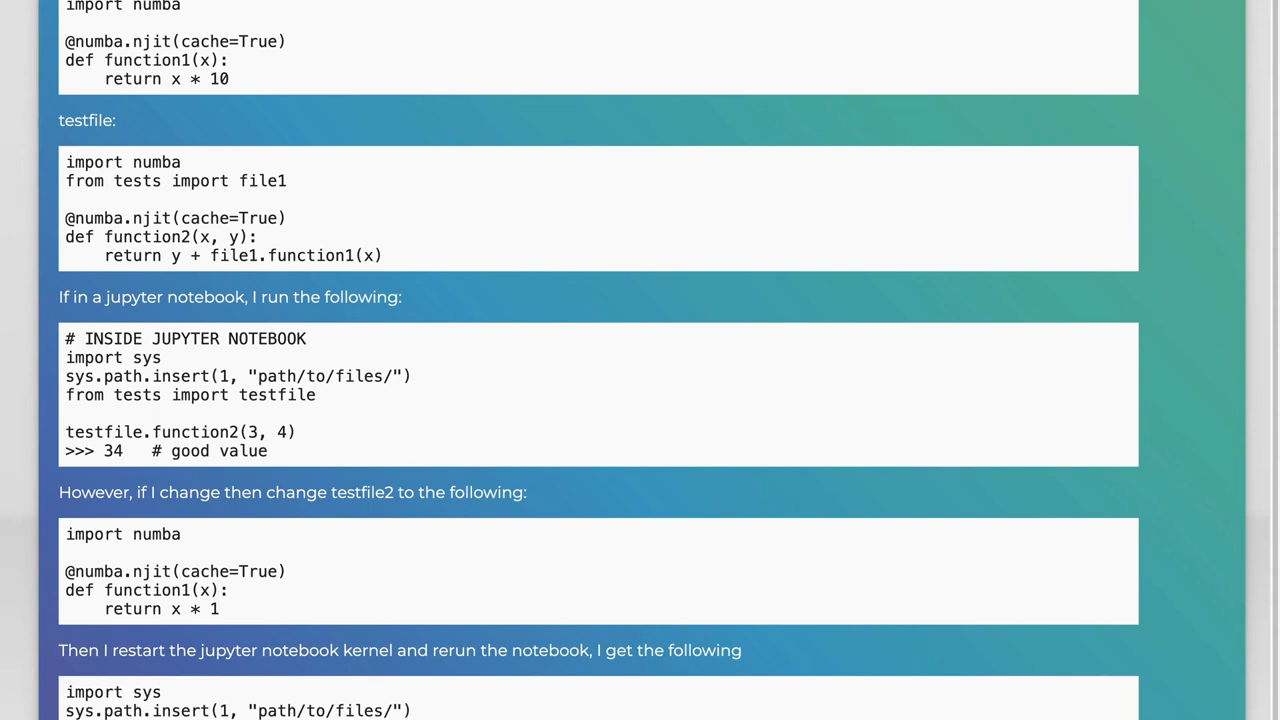 import numba
@numba.njit(cache=True)
def function1(x):
    return x * 10
testfile:
import numba
from tests import file1
@numba.njit(cache=True)
def function2(x, y):
    return y + file1.function1(x)
If in a jupyter notebook, I run the following:
# INSIDE JUPYTER NOTEBOOK
import sys
sys.path.insert(1, "path/to/files/")
from tests import testfile
testfile.function2(3, 4)
>>> 34   # good value
However, if I change then change testfile2 to the following:
import numba
@numba.njit(cache=True)
def function1(x):
    return x * 1
Then I restart the jupyter notebook kernel and rerun the notebook, I get the following
import sys
sys.path.insert(1, "path/to/files/")